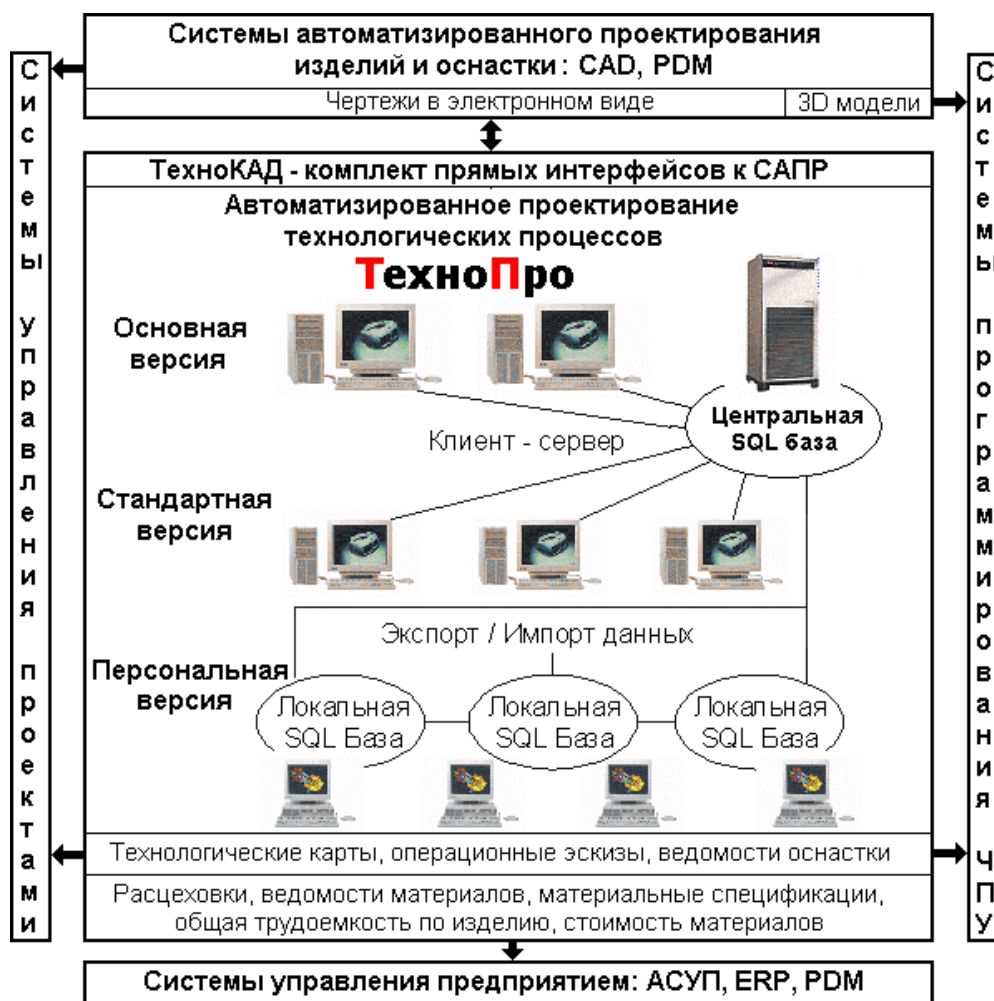 Системы автоматизированного проектирования
изделий и оснастки : CAD, PDM
Чертежи в электронном виде
3D модели
Системы управления проектами
Системы программирования ЧПУ
ТехноКАД - комплект прямых интерфейсов к САПР
Автоматизированное проектирование
технологических процессов
ТехноПро
Основная
версия
Центральная
SQL база
Клиент - сервер
Стандартная
версия
Экспорт / Импорт данных
Персональная
версия
Локальная
SQL База
Локальная
SQL База
Локальная
SQL База
Технологические карты, операционные эскизы, ведомости оснастки
Расцеховки, ведомости материалов, материальные спецификации,
общая трудоемкость по изделию, стоимость материалов
Системы управления предприятием: АСУП, ERP, PDM